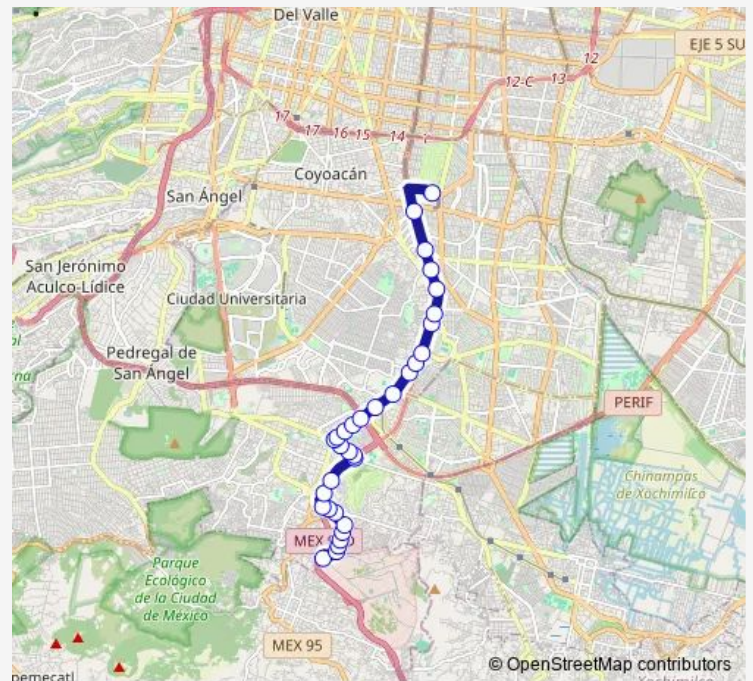 Del Valle
EJE 5 SU
12
12-C
13
17
17
16
15
14
Coyoacán
San Ángel
San Jerónimo
Aculco-Lídice
Ciudad Universitaria
Pedregal de
San Ángel
PERIF
Chinampas
de Xochimilco
MEX
Parque
Ecológico
de la Ciudad
de México
MEX 95
pemecatl
Xochimilco
© OpenStreetMap contributors